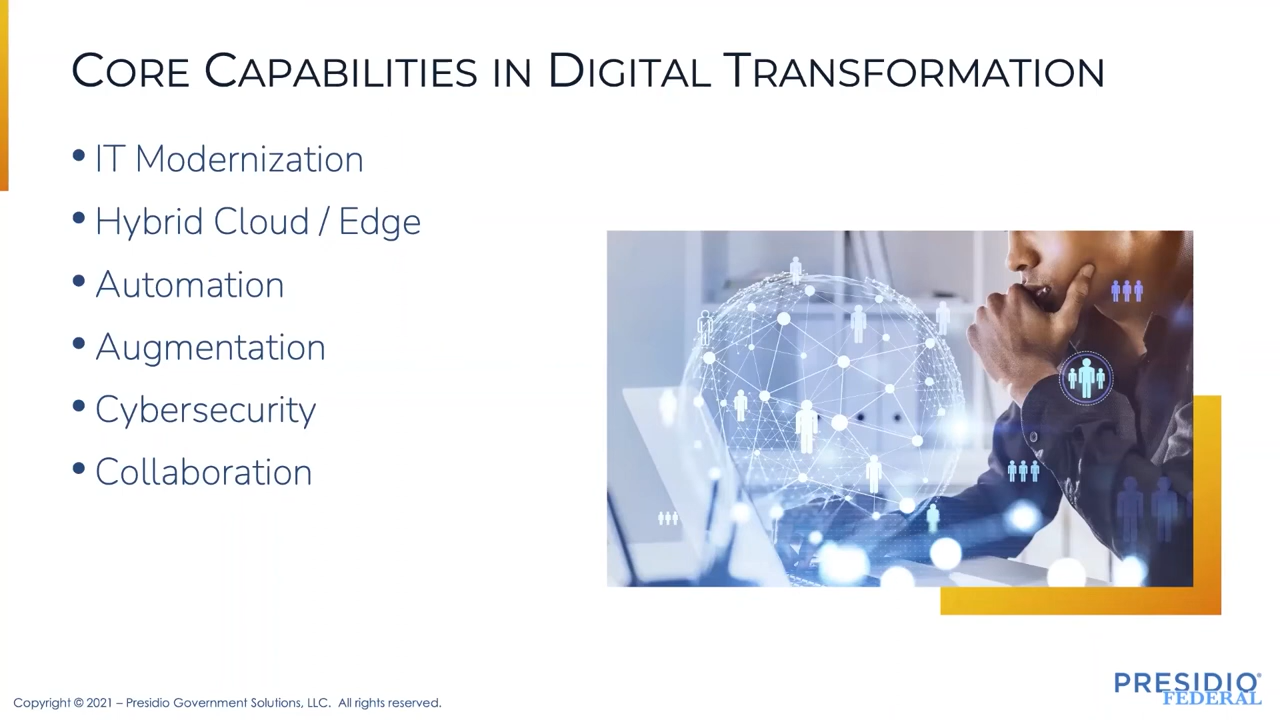 CORE CAPABILITIES IN DIGITAL TRANSFORMATION
• IT Modernization
• Hybrid Cloud / Edge
• Automation
• Augmentation
• Cybersecurity
• Collaboration
Copyright © 2021 – Presidio Government Solutions, LLC. All rights reserved.
PRESIDIO®
FEDERAL